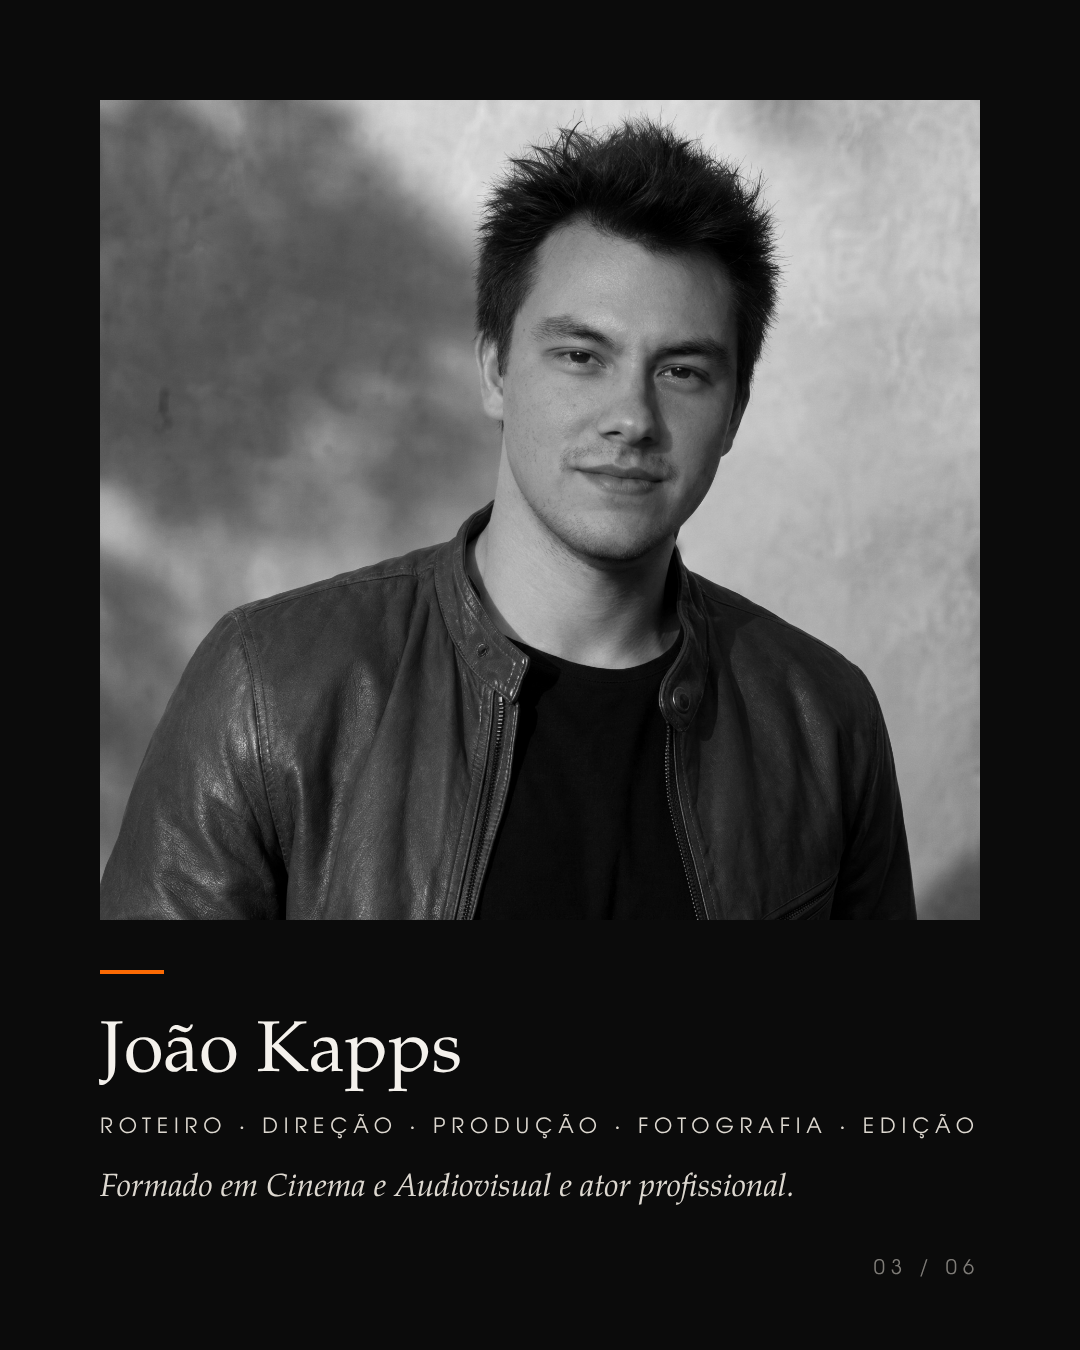 João Kapps
ROTEIRO · DIREÇÃO · PRODUÇÃO · FOTOGRAFIA · EDIÇÃO
Formado em Cinema e Audiovisual e ator profissional.
03 / 06